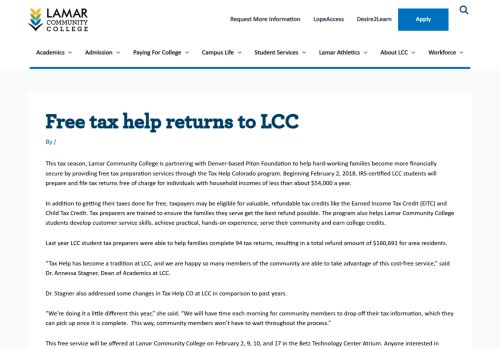 LAMAR
COMMUNITY
COLLEGE
Request More Information LopeAccess Desire2Learn Apply
Academics Admission Paying For College Campus Life Student Services Lamar Athletics About LCC Workforce
Free tax help returns to LCC
By /
This tax season, Lamar Community College is partnering with Denver-based Piton Foundation to help hard-working families become more financially
secure by providing free tax preparation services through the Tax Help Colorado program. Beginning February 2, 2018, IRS-certified LCC students will
prepare and file tax returns free of charge for individuals with household incomes of less than about $54,000 a year.
In addition to getting their taxes done for free, taxpayers may be eligible for valuable, refundable tax credits like the Earned Income Tax Credit (EITC) and
Child Tax Credit. Tax preparers are trained to ensure the families they serve get the best refund possible. The program also helps Lamar Community College
students develop customer service skills, achieve practical, hands-on experience, serve their community and earn college credits.
Last year LCC student tax preparers were able to help families complete 94 tax returns, resulting in a total refund amount of $160,691 for area residents.
"Tax Help has become a tradition at LCC, and we are happy so many members of the community are able to take advantage of this cost-free service," said
Dr. Annessa Stagner, Dean of Academics at LCC.
Dr. Stagner also addressed some changes in Tax Help CO at LCC in comparison to past years.
"We're doing it a little different this year," she said. "We will have time each morning for community members to drop off their tax information, which they
can pick up once it is complete. This way, community members won't have to wait throughout the process."
This free service will be offered at Lamar Community College on February 2, 9, 10, and 17 in the Betz Technology Center Atrium. Anyone interested in